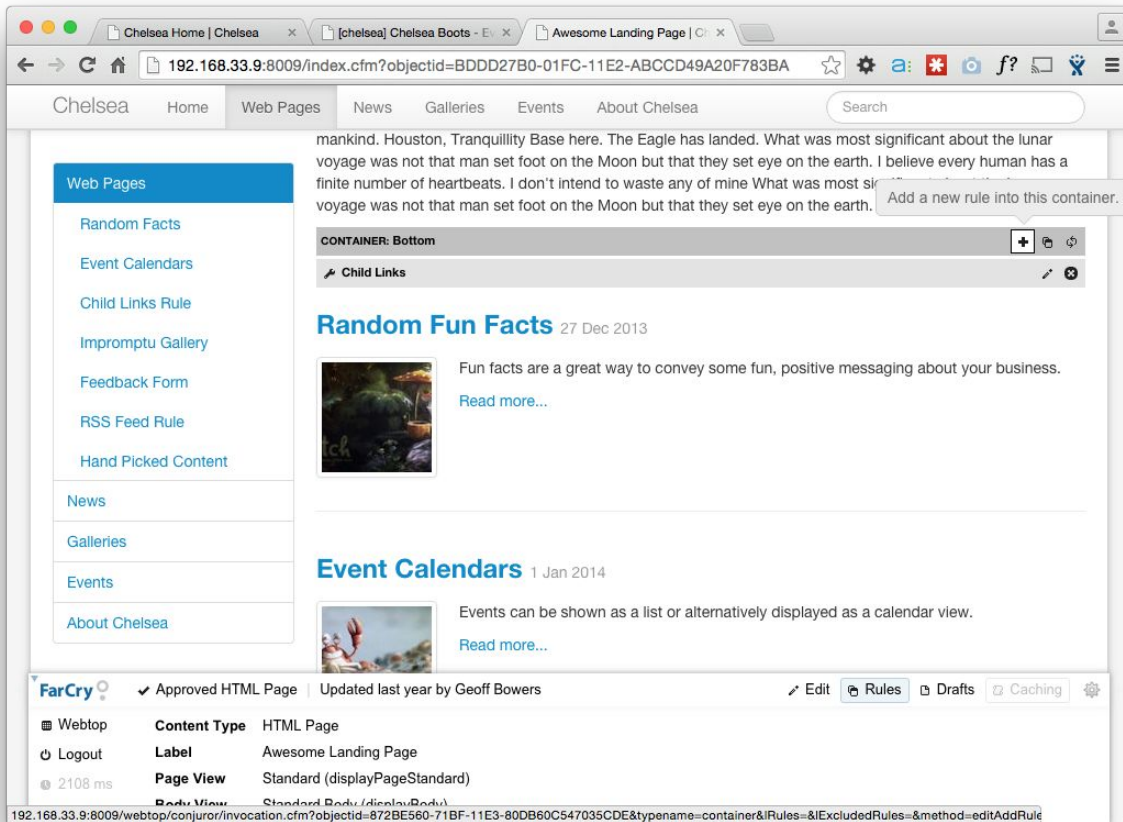 Chelsea Home | Chelsea
[chelsea] Chelsea Boots - Ev
Awesome Landing Page | Ch
192.168.33.9:8009/index.cfm?objectid=BDDD27B0-01FC-11E2-ABCCD49A20F783BA
a:
f?
Chelsea Home Web Pages News Galleries Events About Chelsea Search
mankind. Houston, Tranquillity Base here. The Eagle has landed. What was most significant about the lunar
voyage was not that man set foot on the Moon but that they set eye on the earth. I believe every human has a
finite number of heartbeats. I don't intend to waste any of mine What was most
voyage was not that man set foot on the Moon but that they set eye on the earth.
Add a new rule into this container.
CONTAINER: Bottom
Child Links
Web Pages
Random Facts
Event Calendars
Child Links Rule
Impromptu Gallery
Feedback Form
RSS Feed Rule
Hand Picked Content
News
Galleries
Events
About Chelsea
Random Fun Facts 27 Dec 2013
Fun facts are a great way to convey some fun, positive messaging about your business.
Read more...
tch
Event Calendars 1 Jan 2014
Events can be shown as a list or alternatively displayed as a calendar view.
Read more...
FarCry Approved HTML Page | Updated last year by Geoff Bowers Edit Rules Drafts Caching
Webtop
Logout
2108 ms
Content Type HTML Page
Label Awesome Landing Page
Page View Standard (displayPageStandard)
Body View Standard Body (displayBody)
192.168.33.9:8009/webtop/conjuror/invocation.cfm?objectid=872BE560-71BF-11E3-80DB60C547035CDE&typename=container&lRules=&lExcludedRules=&method=editAddRule